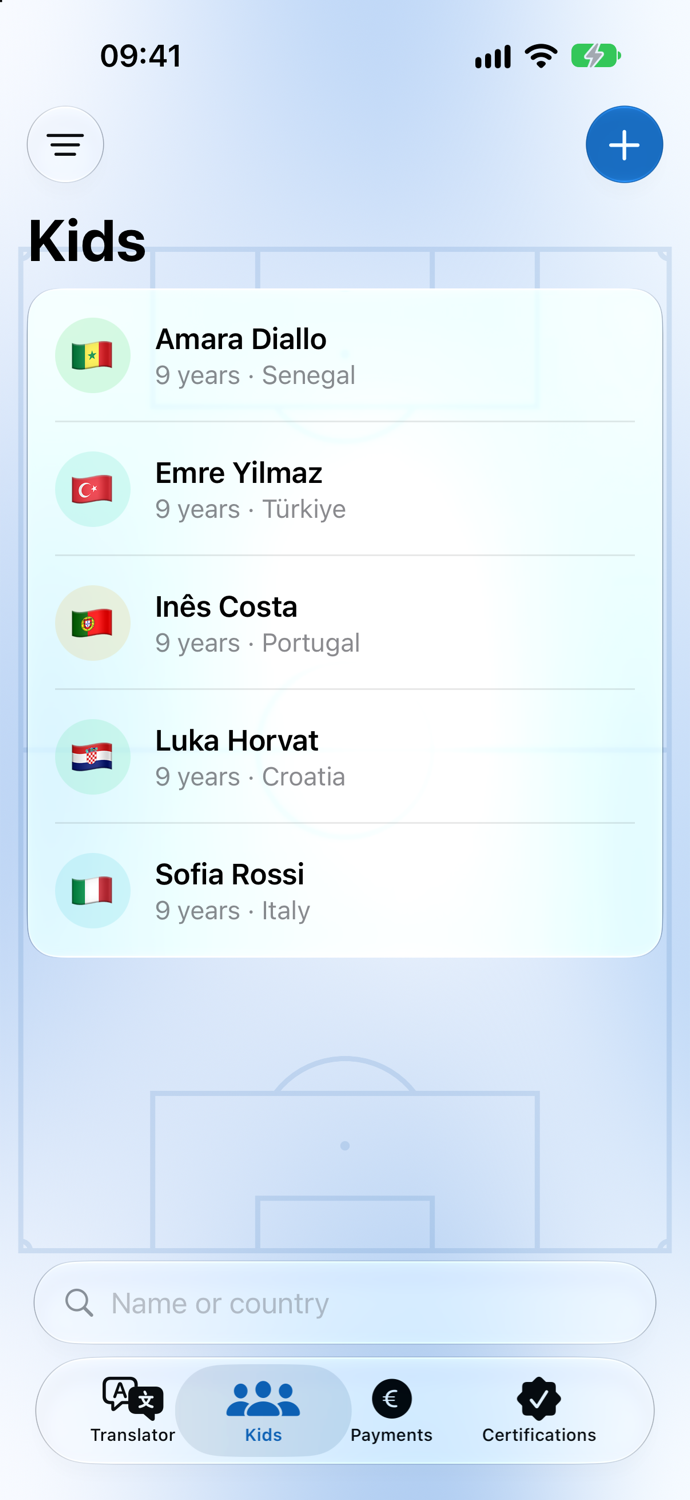 09:41
Kids
Amara Diallo
9 years · Senegal
Emre Yilmaz
9 years · Türkiye
Inês Costa
9 years · Portugal
Luka Horvat
9 years · Croatia
Sofia Rossi
9 years · Italy
Name or country
A 文 €
Translator Kids Payments Certifications